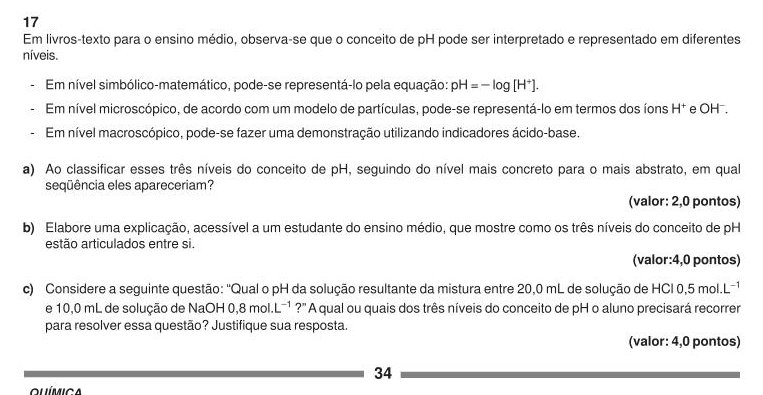 17
Em livros-texto para o ensino médio, observa-se que o conceito de pH pode ser interpretado e representado em diferentes
níveis.
- Em nível simbólico-matemático, pode-se representá-lo pela equação: pH = – log [H⁺].
- Em nível microscópico, de acordo com um modelo de partículas, pode-se representá-lo em termos dos íons H⁺ e OH⁻.
- Em nível macroscópico, pode-se fazer uma demonstração utilizando indicadores ácido-base.
a) Ao classificar esses três níveis do conceito de pH, seguindo do nível mais concreto para o mais abstrato, em qual
seqüência eles apareceriam?
(valor: 2,0 pontos)
b) Elabore uma explicação, acessível a um estudante do ensino médio, que mostre como os três níveis do conceito de pH
estão articulados entre si.
(valor:4,0 pontos)
c) Considere a seguinte questão: “Qual o pH da solução resultante da mistura entre 20,0 mL de solução de HCl 0,5 mol.L⁻¹
e 10,0 mL de solução de NaOH 0,8 mol.L⁻¹ ?” A qual ou quais dos três níveis do conceito de pH o aluno precisará recorrer
para resolver essa questão? Justifique sua resposta.
(valor: 4,0 pontos)
34
QUÍMICA